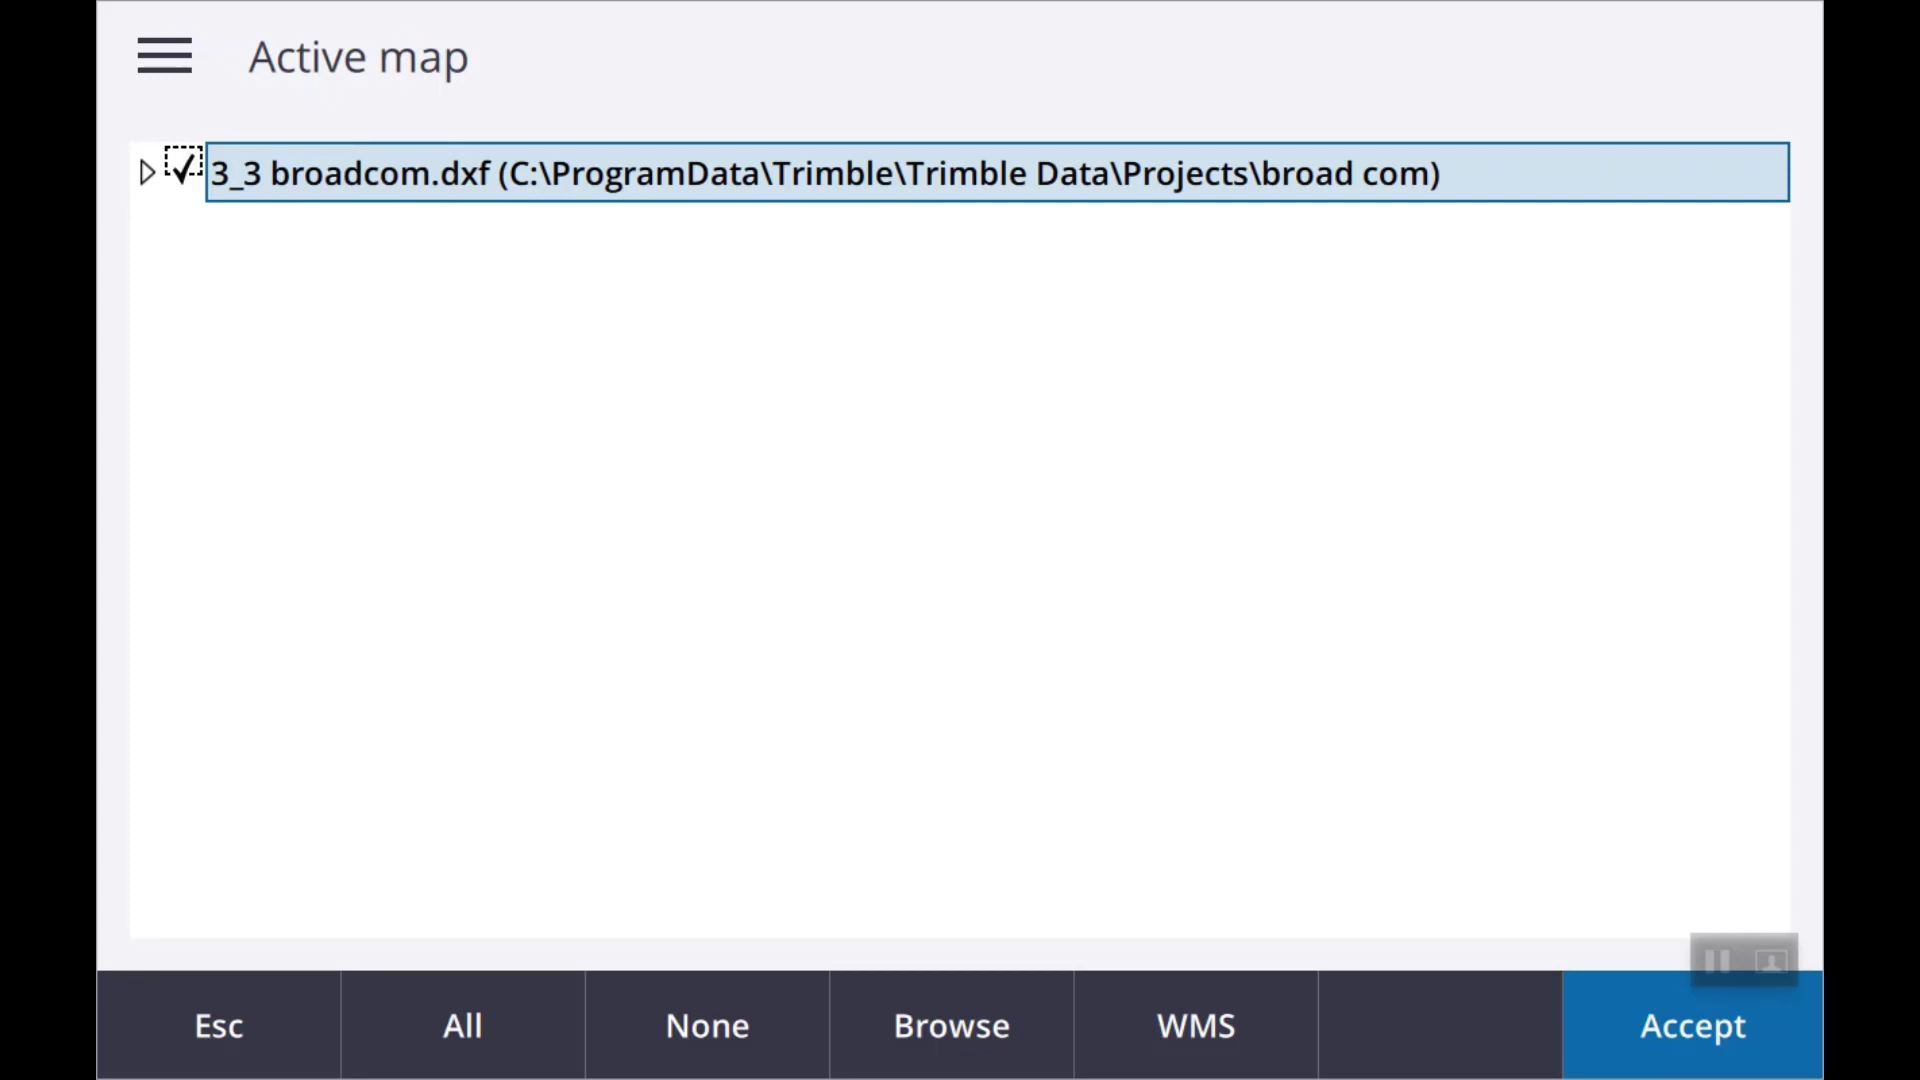 Active map
3_3 broadcom.dxf (C:\ProgramData\Trimble\Trimble Data\Projects\broad com)
Esc
All
None
Browse
WMS
Accept